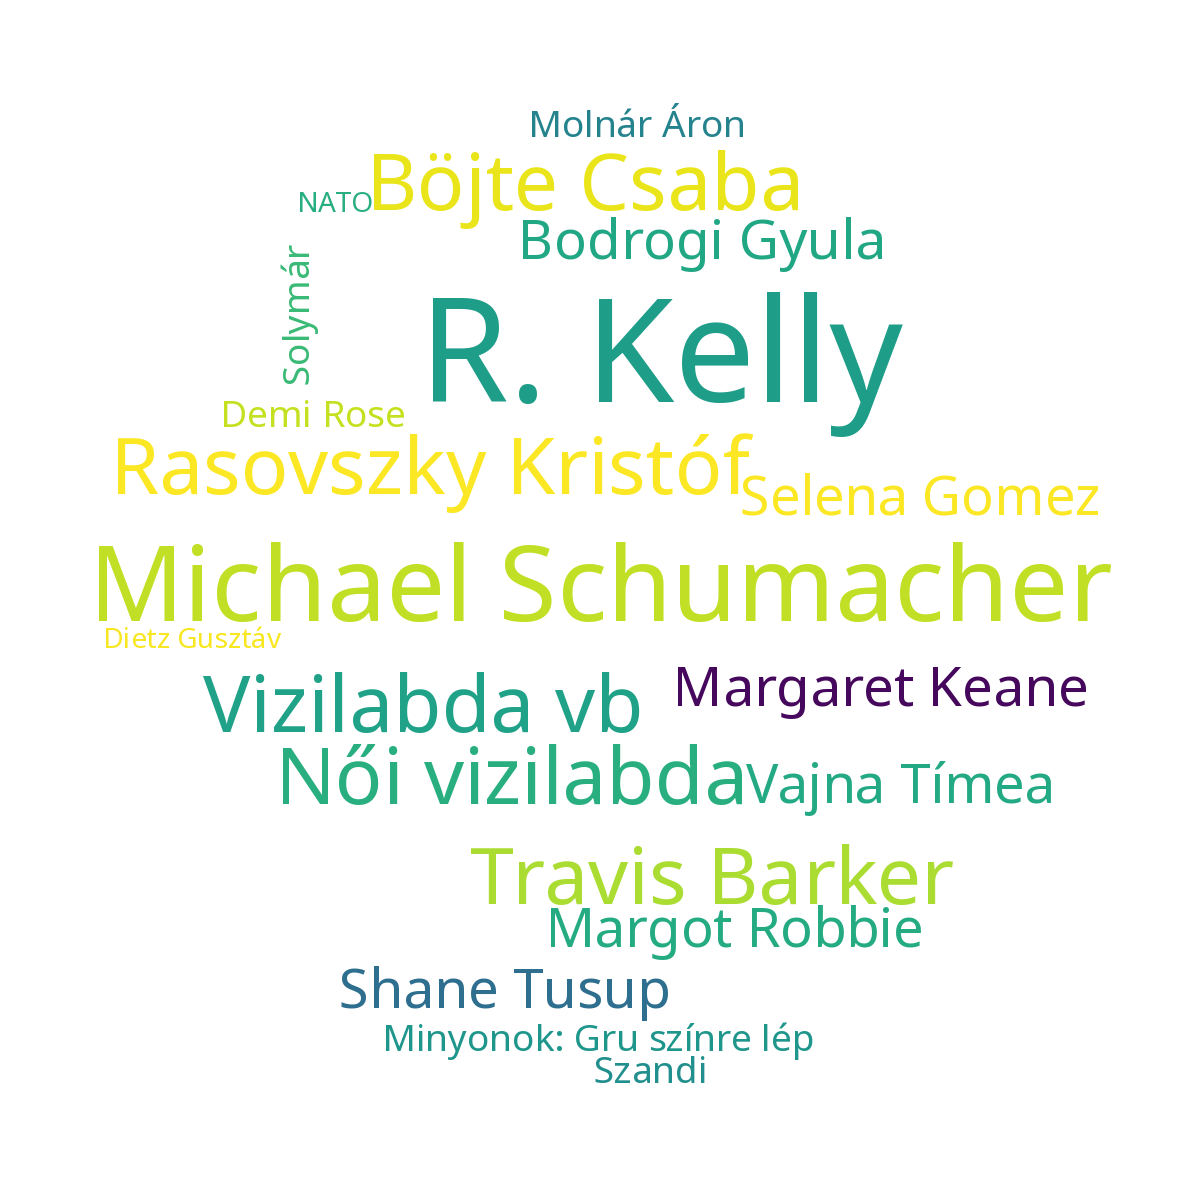 Molnár Áron
Böjte Csaba
NATO
Bodrogi Gyula
Solymár
R. Kelly
Demi Rose
Rasovszky Kristóf
Selena Gomez
Michael Schumacher
Dietz Gusztáv
Margaret Keane
Vizilabda vb
Női vizilabda
Vajna Tímea
Travis Barker
Margot Robbie
Shane Tusup
Minyonok: Gru színre lép
Szandi